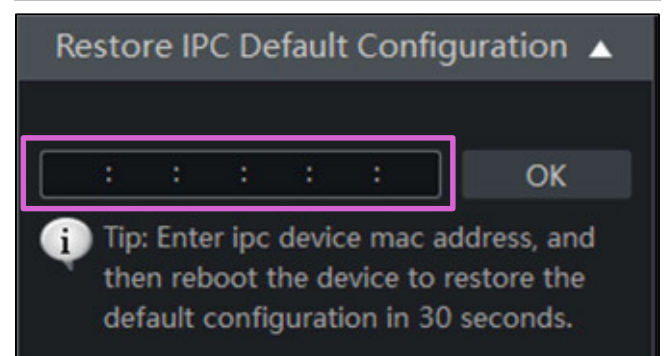 Restore IPC Default Configuration ▲
: : : : :
OK
Tip: Enter ipc device mac address, and
then reboot the device to restore the
default configuration in 30 seconds.